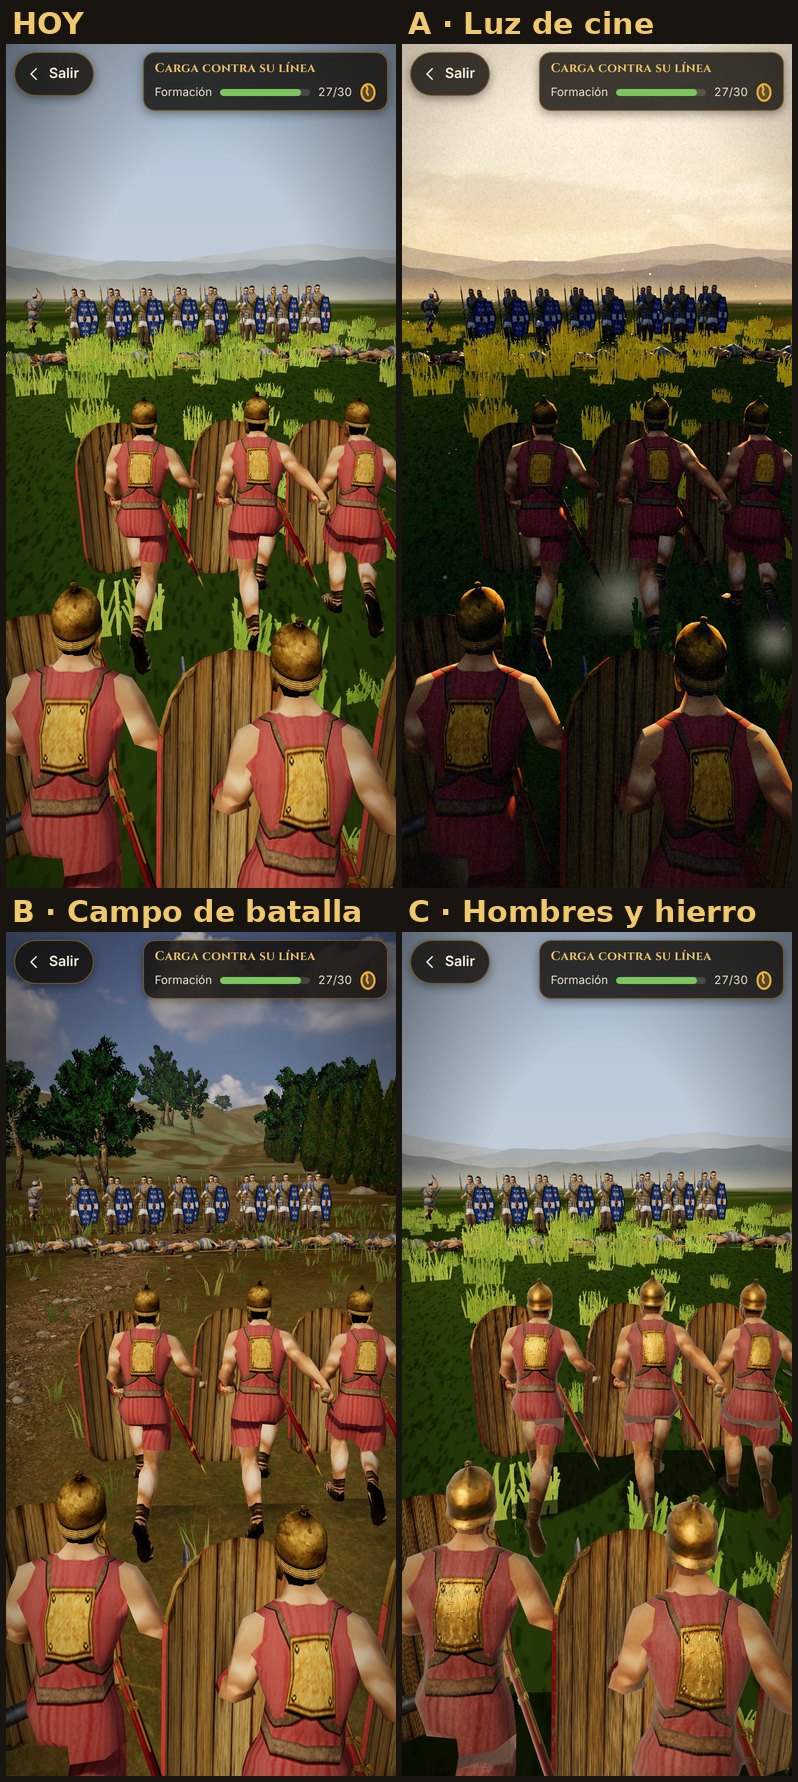 HOY
A · Luz de cine
Salir
CARGA CONTRA SU LÍNEA
Formación 27/30
Salir
CARGA CONTRA SU LÍNEA
Formación 27/30
B · Campo de batalla
C · Hombres y hierro
Salir
CARGA CONTRA SU LÍNEA
Formación 27/30
Salir
CARGA CONTRA SU LÍNEA
Formación 27/30